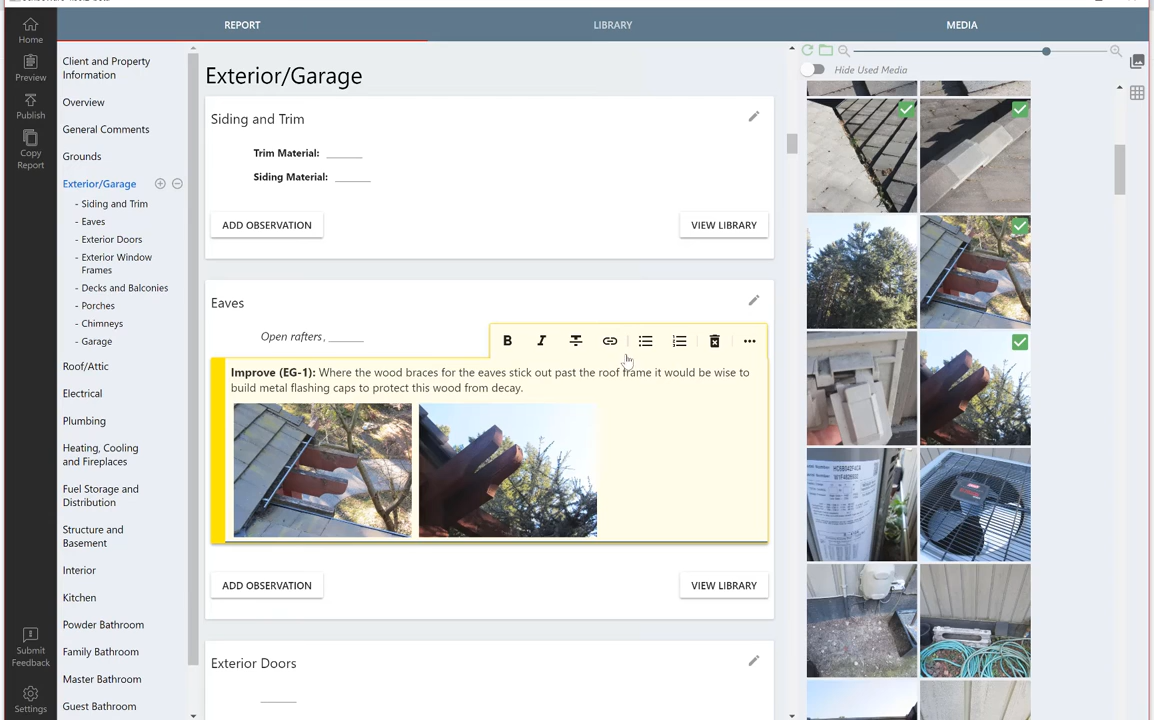 REPORT
LIBRARY
MEDIA
Home
Preview
Publish
Copy
Report
Submit
Feedback
Settings
Client and Property
Information
Overview
General Comments
Grounds
Exterior/Garage
- Siding and Trim
- Eaves
- Exterior Doors
- Exterior Window
Frames
- Decks and Balconies
- Porches
- Chimneys
- Garage
Roof/Attic
Electrical
Plumbing
Heating, Cooling
and Fireplaces
Fuel Storage and
Distribution
Structure and
Basement
Interior
Kitchen
Powder Bathroom
Family Bathroom
Master Bathroom
Guest Bathroom
Exterior/Garage
Siding and Trim
Trim Material: ______
Siding Material: ______
ADD OBSERVATION
VIEW LIBRARY
Eaves
Open rafters, ______
B I
Improve (EG-1): Where the wood braces for the eaves stick out past the roof frame it would be wise to
build metal flashing caps to protect this wood from decay.
ADD OBSERVATION
VIEW LIBRARY
Exterior Doors
______
Hide Used Media